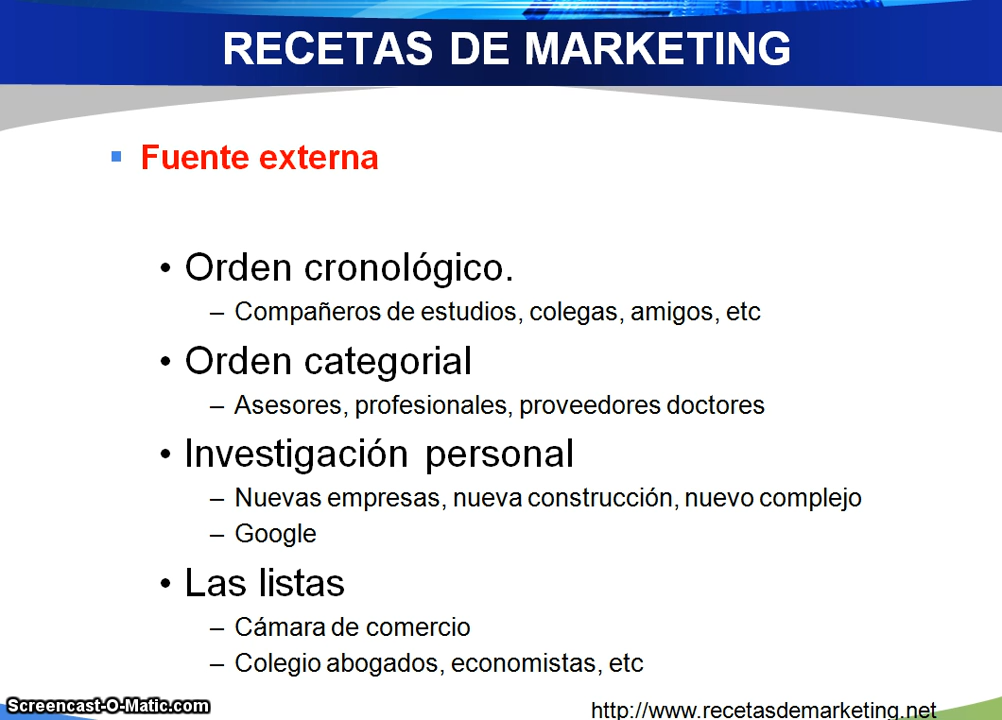 RECETAS DE MARKETING
Fuente externa
• Orden cronológico.
– Compañeros de estudios, colegas, amigos, etc
• Orden categorial
– Asesores, profesionales, proveedores doctores
• Investigación personal
– Nuevas empresas, nueva construcción, nuevo complejo
– Google
• Las listas
– Cámara de comercio
– Colegio abogados, economistas, etc
Screencast-O-Matic.com
http://www.recetasdemarketing.net